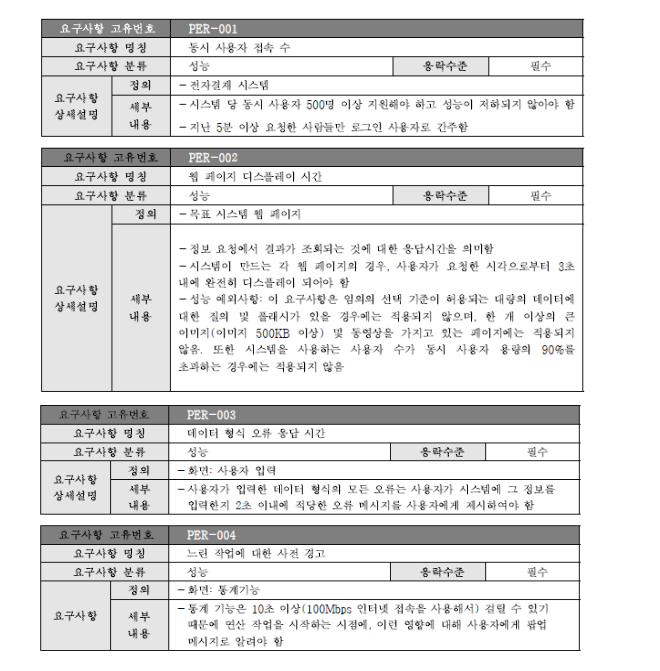 요구사항 고유번호 PER-001
요구사항 명칭 동시 사용자 접속 수
요구사항 분류 성능 응락수준 필수
요구사항 상세설명 정의 - 전자결재 시스템
세부 내용 - 시스템 당 동시 사용자 500명 이상 지원해야 하고 성능이 저하되지 않아야 함
- 지난 5분 이상 요청한 사람들만 로그인 사용자로 간주함
요구사항 고유번호 PER-002
요구사항 명칭 웹 페이지 디스플레이 시간
요구사항 분류 성능 응락수준 필수
요구사항 상세설명 정의 - 목표 시스템 웹 페이지
세부 내용 - 정보 요청에서 결과가 조회되는 것에 대한 응답시간을 의미함
- 시스템이 만드는 각 웹 페이지의 경우, 사용자가 요청한 시각으로부터 3초
내에 완전히 디스플레이 되어야 함
- 성능 예외사항: 이 요구사항은 임의의 선택 기준이 허용되는 대량의 데이터에
대한 질의 및 플래시가 있을 경우에는 적용되지 않으며, 한 개 이상의 큰
이미지(이미지 500KB 이상) 및 동영상을 가지고 있는 페이지에는 적용되지
않음. 또한 시스템을 사용하는 사용자 수가 동시 사용자 용량의 90%를
초과하는 경우에는 적용되지 않음
요구사항 고유번호 PER-003
요구사항 명칭 데이터 형식 오류 응답 시간
요구사항 분류 성능 응락수준 필수
요구사항 상세설명 정의 - 화면: 사용자 입력
세부 내용 - 사용자가 입력한 데이터 형식의 모든 오류는 사용자가 시스템에 그 정보를
입력한지 2초 이내에 적당한 오류 메시지를 사용자에게 제시하여야 함
요구사항 고유번호 PER-004
요구사항 명칭 느린 작업에 대한 사전 경고
요구사항 분류 성능 응락수준 필수
요구사항 정의 - 화면: 통계기능
세부 내용 - 통계 기능은 10초 이상(100Mbps 인터넷 접속을 사용해서) 걸릴 수 있기
때문에 연산 작업을 시작하는 시점에, 이런 영향에 대해 사용자에게 팝업
메시지로 알려야 함